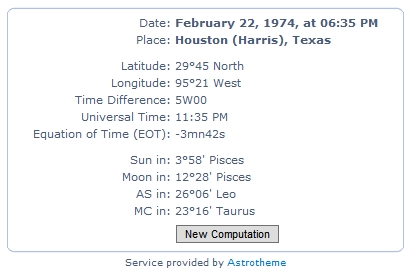 Date: February 22, 1974, at 06:35 PM
Place: Houston (Harris), Texas
Latitude: 29°45 North
Longitude: 95°21 West
Time Difference: 5W00
Universal Time: 11:35 PM
Equation of Time (EOT): -3mn42s
Sun in: 3°58' Pisces
Moon in: 12°28' Pisces
AS in: 26°06' Leo
MC in: 23°16' Taurus
New Computation
Service provided by Astrotheme